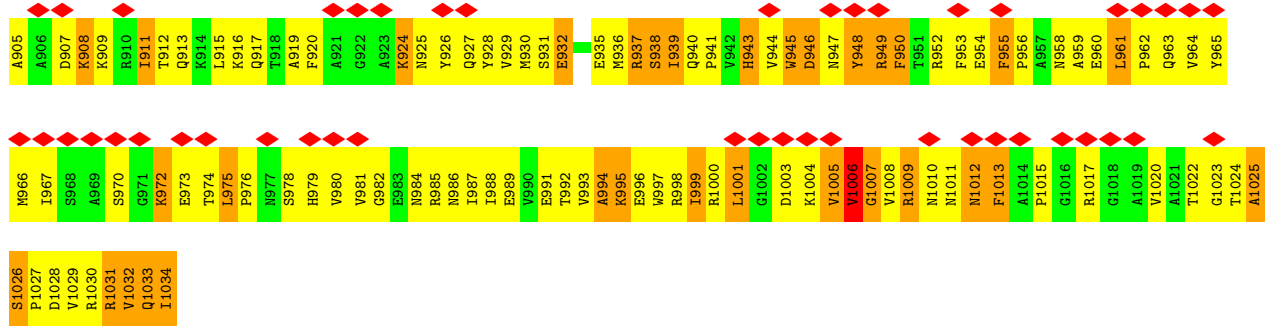 A905 A906 D907 K908 K909 R910 I911 T912 Q913 K914 L915 K916 Q917 T918 A919 F920 A921 G922 A923 K924 N925 Y926 Q927 Y928 V929 M930 S931 E932 E935 M936 R937 S938 I939 Q940 P941 V942 H943 V944 W945 D946 N947 Y948 R949 F950 T951 R952 F953 E954 F955 P956 A957 N958 A959 E960 L961 P962 Q963 V964 Y965
M966 I967 S968 A969 S970 G971 K972 E973 T974 L975 P976 N977 S978 H979 V980 V981 G982 E983 N984 R985 N986 I987 I988 E989 V990 E991 T992 V993 A994 K995 E996 W997 R998 I999 R1000 L1001 G1002 D1003 K1004 V1005 V1006 G1007 V1008 R1009 N1010 N1011 N1012 F1013 A1014 P1015 G1016 R1017 G1018 A1019 V1020 A1021 T1022 G1023 T1024 A1025
S1026 P1027 D1028 V1029 R1030 R1031 V1032 Q1033 I1034